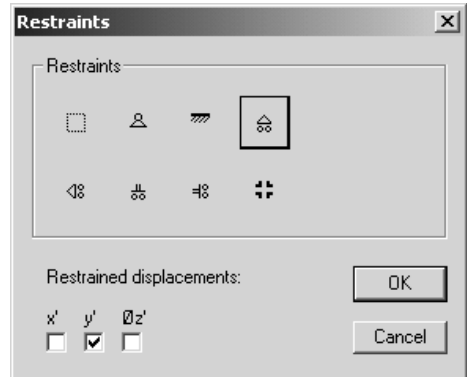 Restraints
Restraints
Restrained displacements:
x' y' Øz'
OK
Cancel